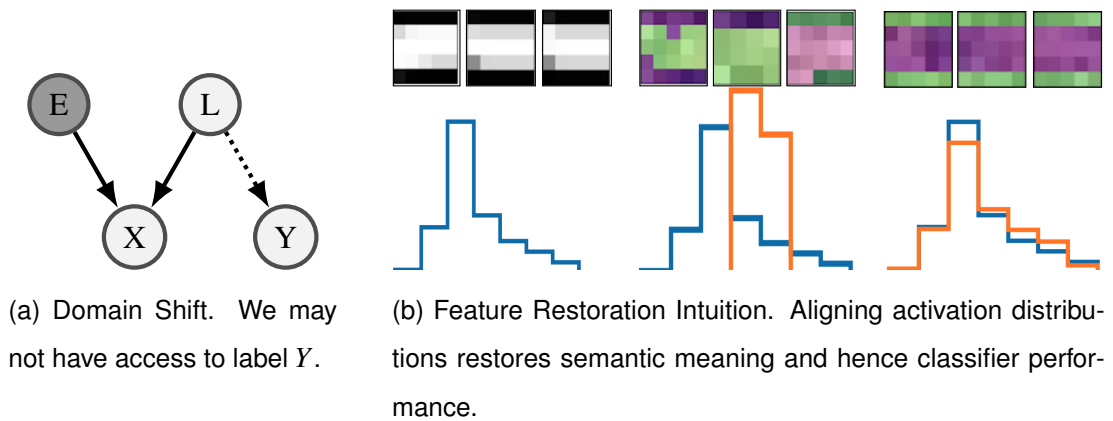 E
L
X
Y
(a) Domain Shift. We may
not have access to label Y.
(b) Feature Restoration Intuition. Aligning activation distribu-
tions restores semantic meaning and hence classifier perfor-
mance.